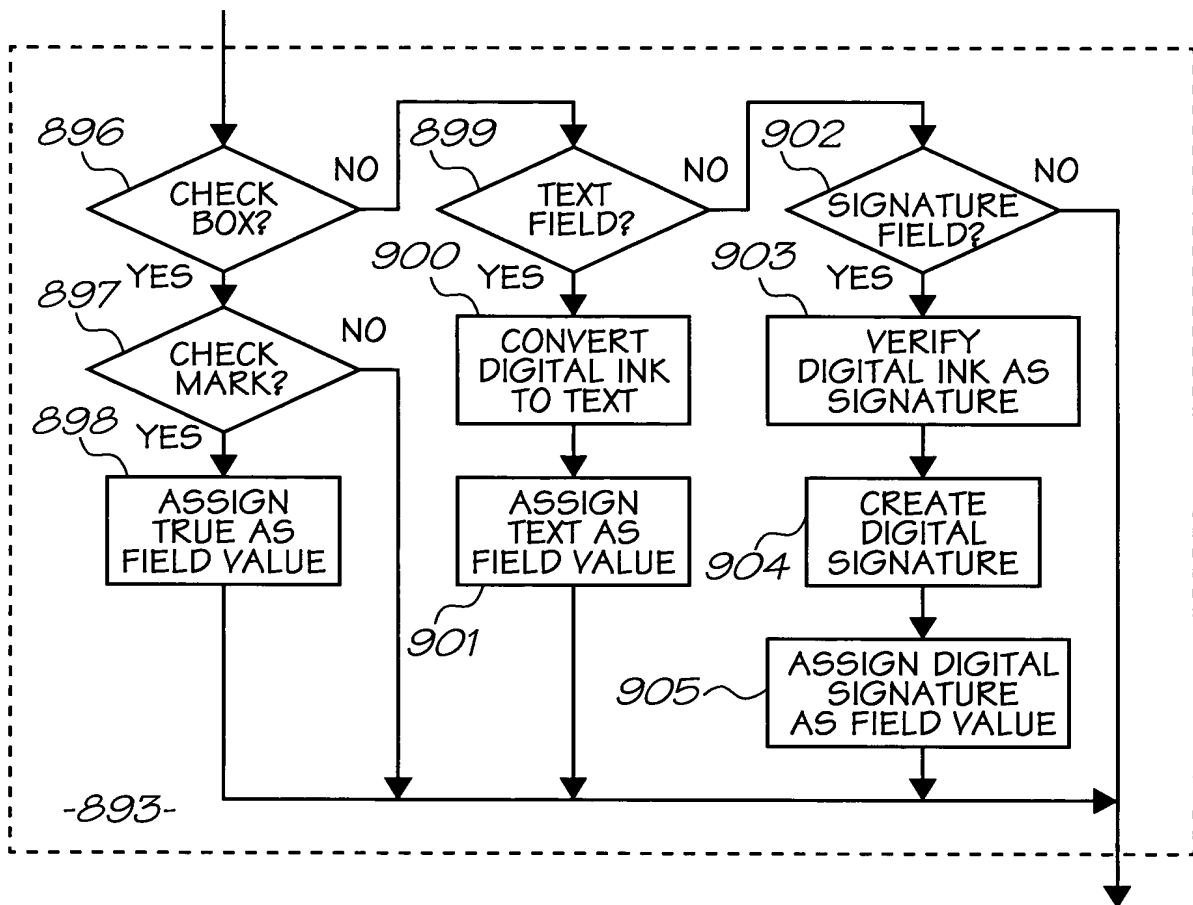 896
CHECK
BOX?
NO
YES
897
CHECK
MARK?
NO
YES
898
ASSIGN
TRUE AS
FIELD VALUE
899
TEXT
FIELD?
NO
YES
900
CONVERT
DIGITAL INK
TO TEXT
ASSIGN
TEXT AS
FIELD VALUE
901
902
SIGNATURE
FIELD?
NO
YES
903
VERIFY
DIGITAL INK AS
SIGNATURE
CREATE
DIGITAL
SIGNATURE
904
ASSIGN DIGITAL
SIGNATURE
AS FIELD VALUE
905
-893-